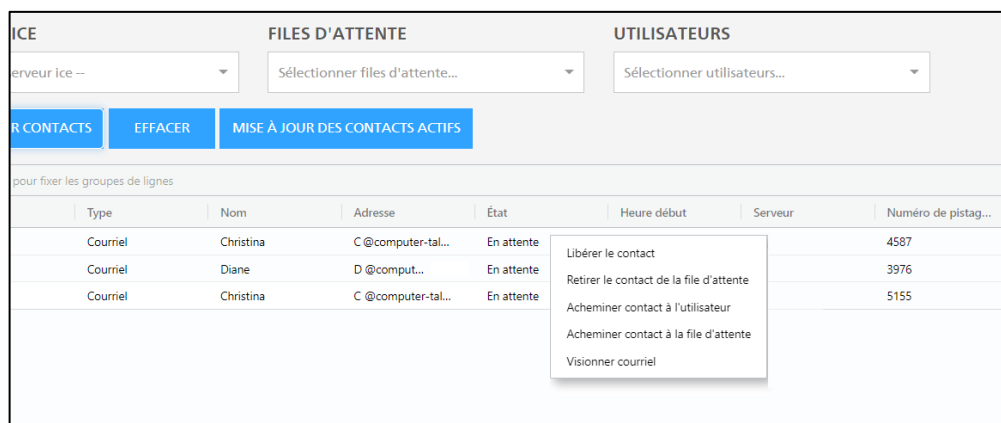 ICE FILES D'ATTENTE UTILISATEURS
serveur ice -- Sélectionner files d'attente... Sélectionner utilisateurs...
R CONTACTS EFFACER MISE À JOUR DES CONTACTS ACTIFS
pour fixer les groupes de lignes
Type Nom Adresse État Heure début Serveur Numéro de pistag...
Courriel Christina C @computer-tal... En attente 4587
Courriel Diane D @comput... En attente 3976
Courriel Christina C @computer-tal... En attente 5155
Libérer le contact
Retirer le contact de la file d'attente
Acheminer contact à l'utilisateur
Acheminer contact à la file d'attente
Visionner courriel